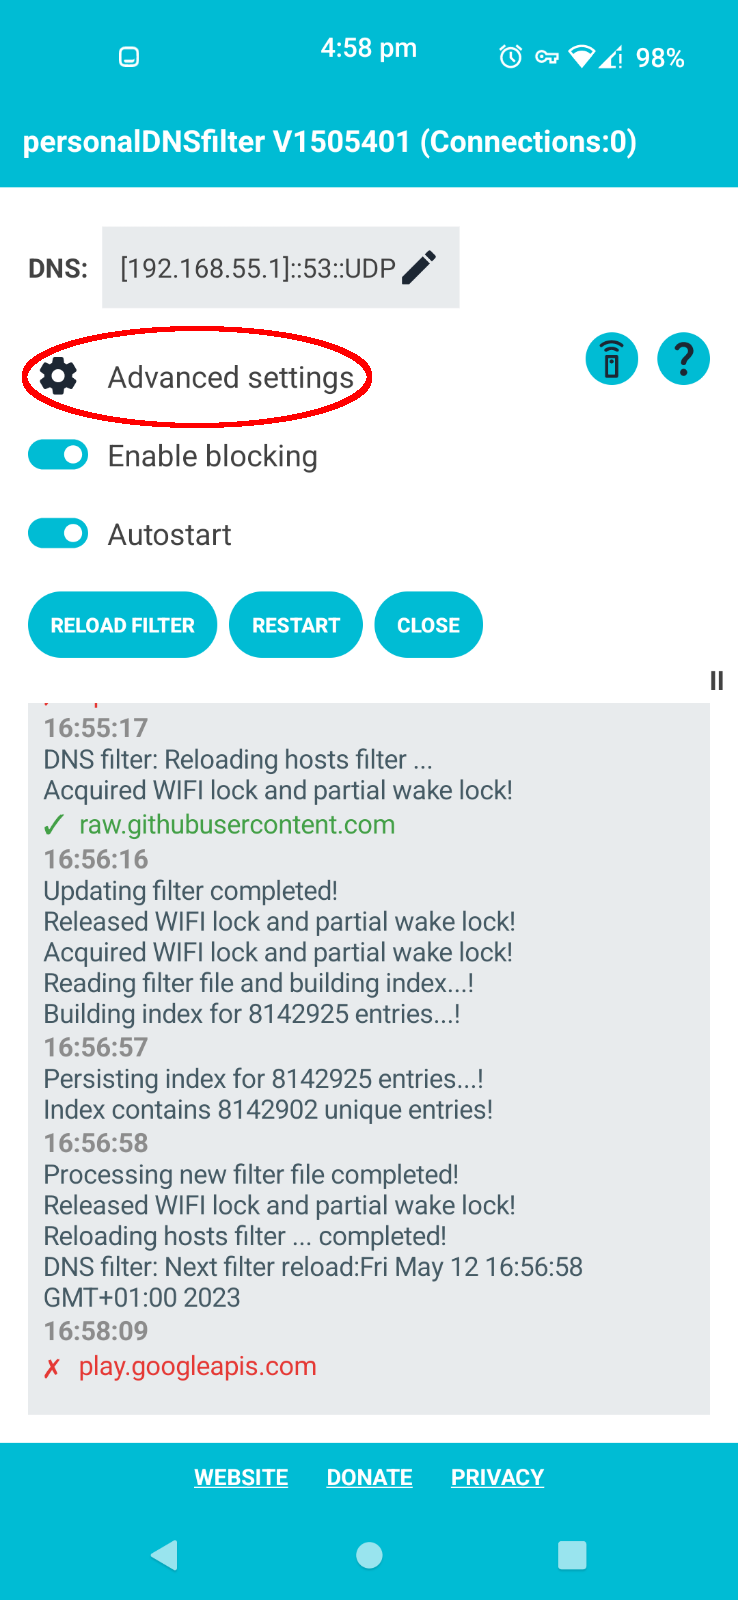 4:58 pm
98%
personalDNSfilter V1505401 (Connections:0)
DNS: [192.168.55.1]::53::UDP
Advanced settings
?
Enable blocking
Autostart
RELOAD FILTER RESTART CLOSE
16:55:17
DNS filter: Reloading hosts filter ...
Acquired WIFI lock and partial wake lock!
✓ raw.githubusercontent.com
16:56:16
Updating filter completed!
Released WIFI lock and partial wake lock!
Acquired WIFI lock and partial wake lock!
Reading filter file and building index...!
Building index for 8142925 entries...!
16:56:57
Persisting index for 8142925 entries...!
Index contains 8142902 unique entries!
16:56:58
Processing new filter file completed!
Released WIFI lock and partial wake lock!
Reloading hosts filter ... completed!
DNS filter: Next filter reload:Fri May 12 16:56:58
GMT+01:00 2023
16:58:09
✗ play.googleapis.com
WEBSITE DONATE PRIVACY